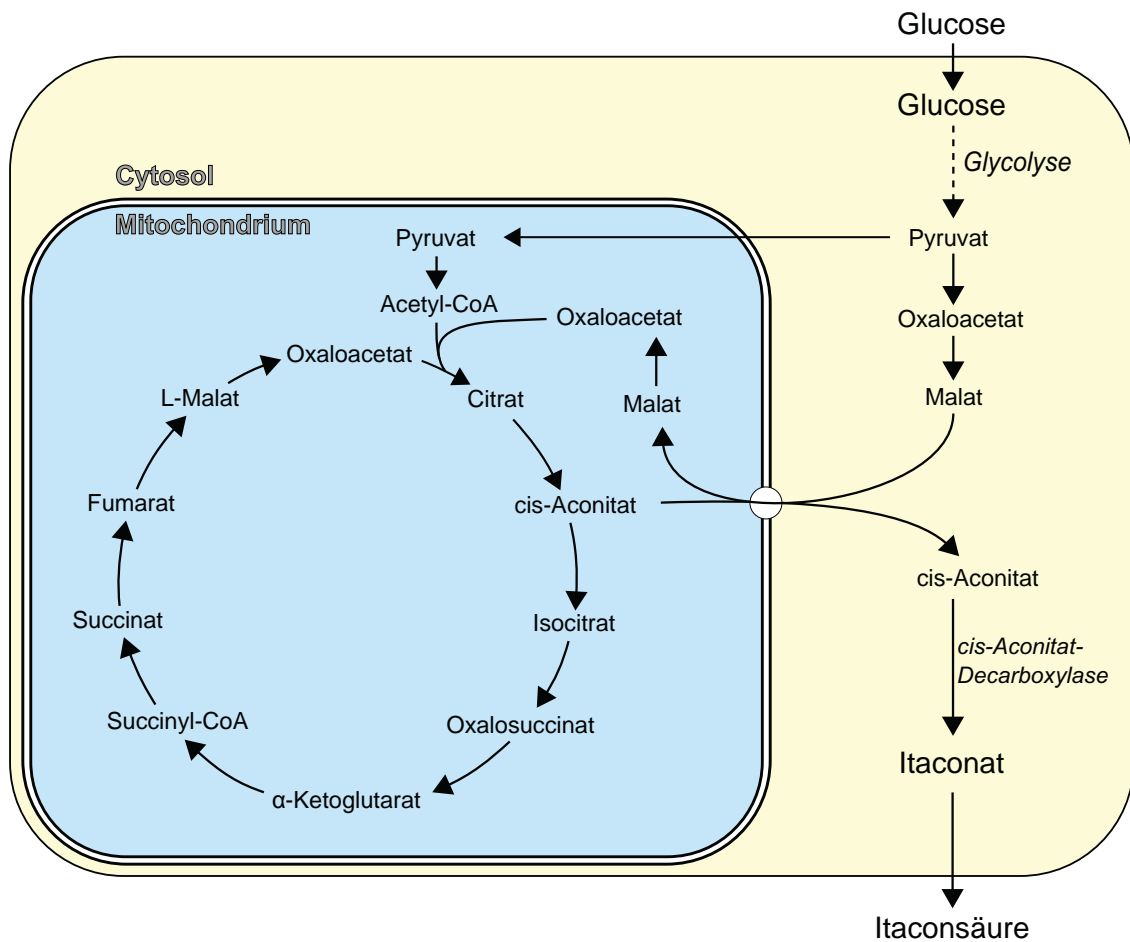 Glucose
Glucose
Glycolyse
Cytosol
Mitochondrium
Pyruvat
Pyruvat
Acetyl-CoA
Oxaloacetat
Oxaloacetat
Oxaloacetat
L-Malat
Citrat
Malat
Malat
Fumarat
cis-Aconitat
cis-Aconitat
Succinat
Isocitrat
cis-Aconitat-
Decarboxylase
Succinyl-CoA
Oxalosuccinat
Itaconat
α-Ketoglutarat
Itaconsäure